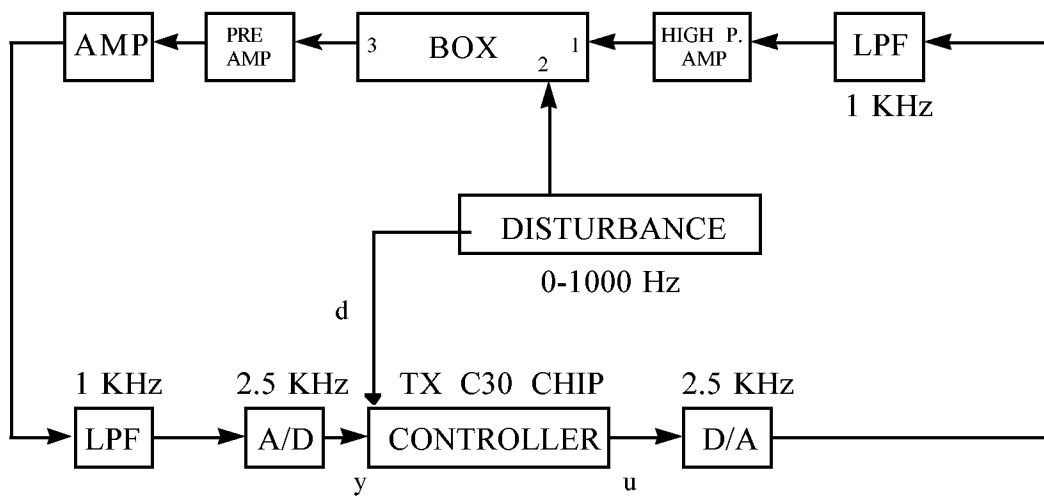 AMP
PRE
AMP
3 BOX 1
2
HIGH P.
AMP
LPF
1 KHz
DISTURBANCE
0-1000 Hz
d
1 KHz
2.5 KHz
TX C30 CHIP
2.5 KHz
LPF
A/D
CONTROLLER
D/A
y
u